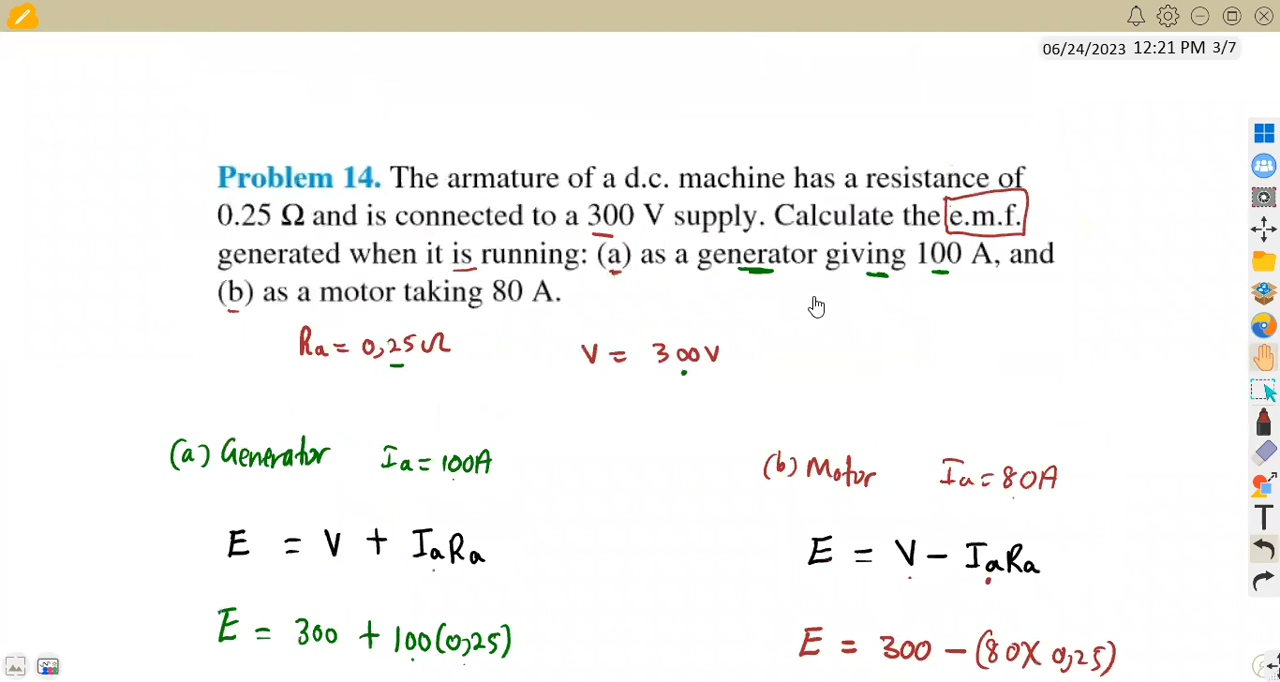 06/24/2023 12:21 PM 3/7
Problem 14. The armature of a d.c. machine has a resistance of
0.25 Ω and is connected to a 300 V supply. Calculate the e.m.f.
generated when it is running: (a) as a generator giving 100 A, and
(b) as a motor taking 80 A.
Ra = 0,25Ω V = 300V
(a) Generator Ia = 100A
(b) Motor Ia = 80A
E = V + IaRa
E = V - IaRa
E = 300 + 100(0,25)
E = 300 - (80 x 0,25)
T